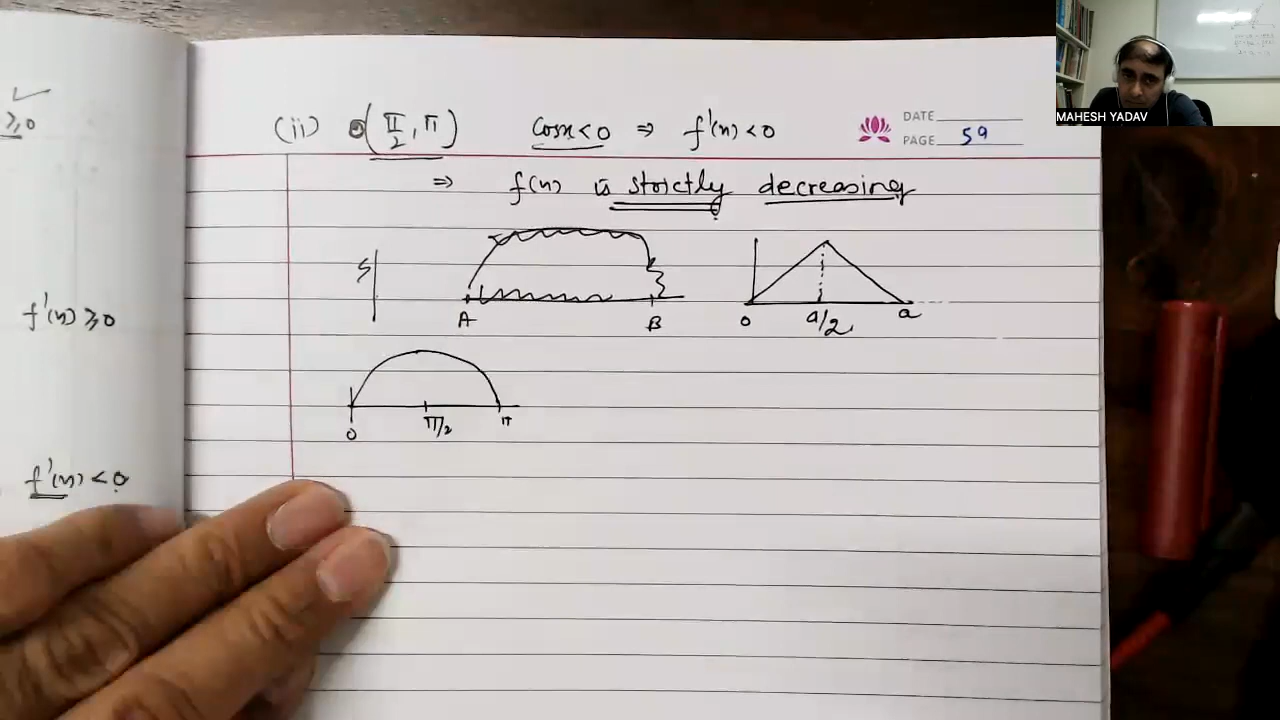 ≥0
(ii) (π/2, π) Cosx<0 ⇒ f'(x)<0
DATE
PAGE 59
⇒ f(x) is strictly decreasing
A B
0 a/2 a
f'(x) ≥0
0 π/2 π
f'(x) <0
MAHESH YADAV